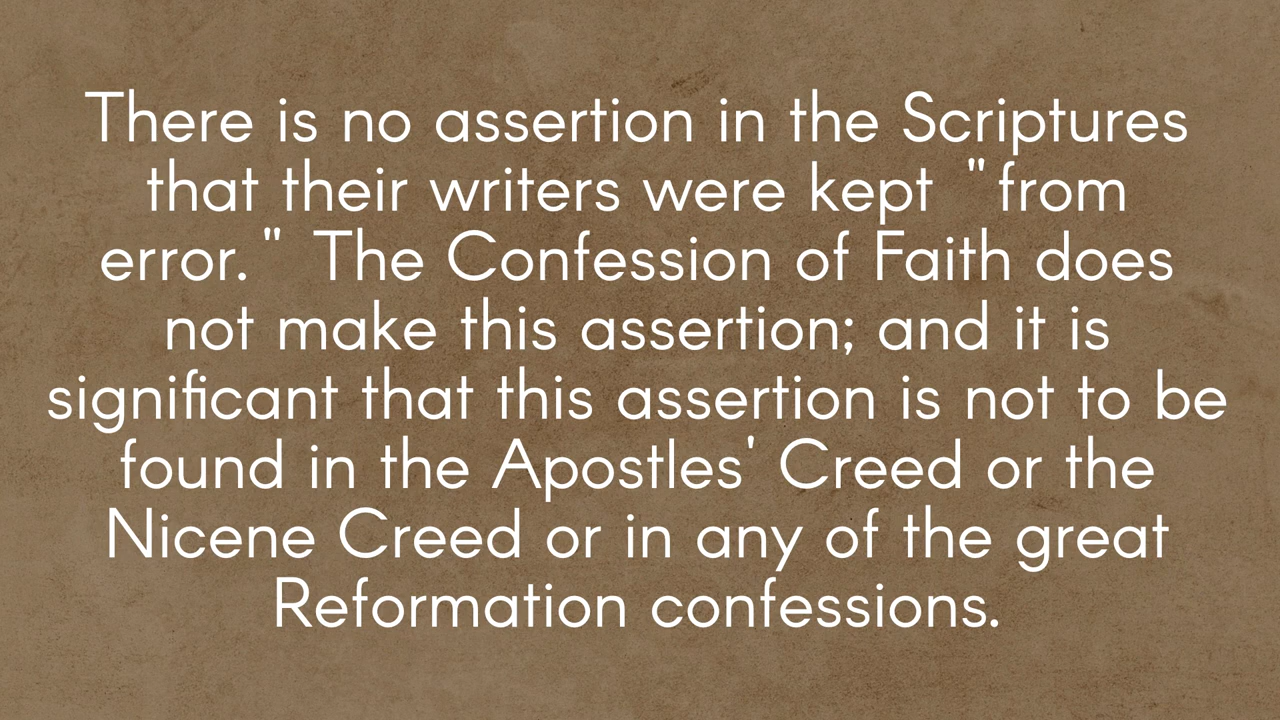 There is no assertion in the Scriptures
that their writers were kept "from
error." The Confession of Faith does
not make this assertion; and it is
significant that this assertion is not to be
found in the Apostles' Creed or the
Nicene Creed or in any of the great
Reformation confessions.